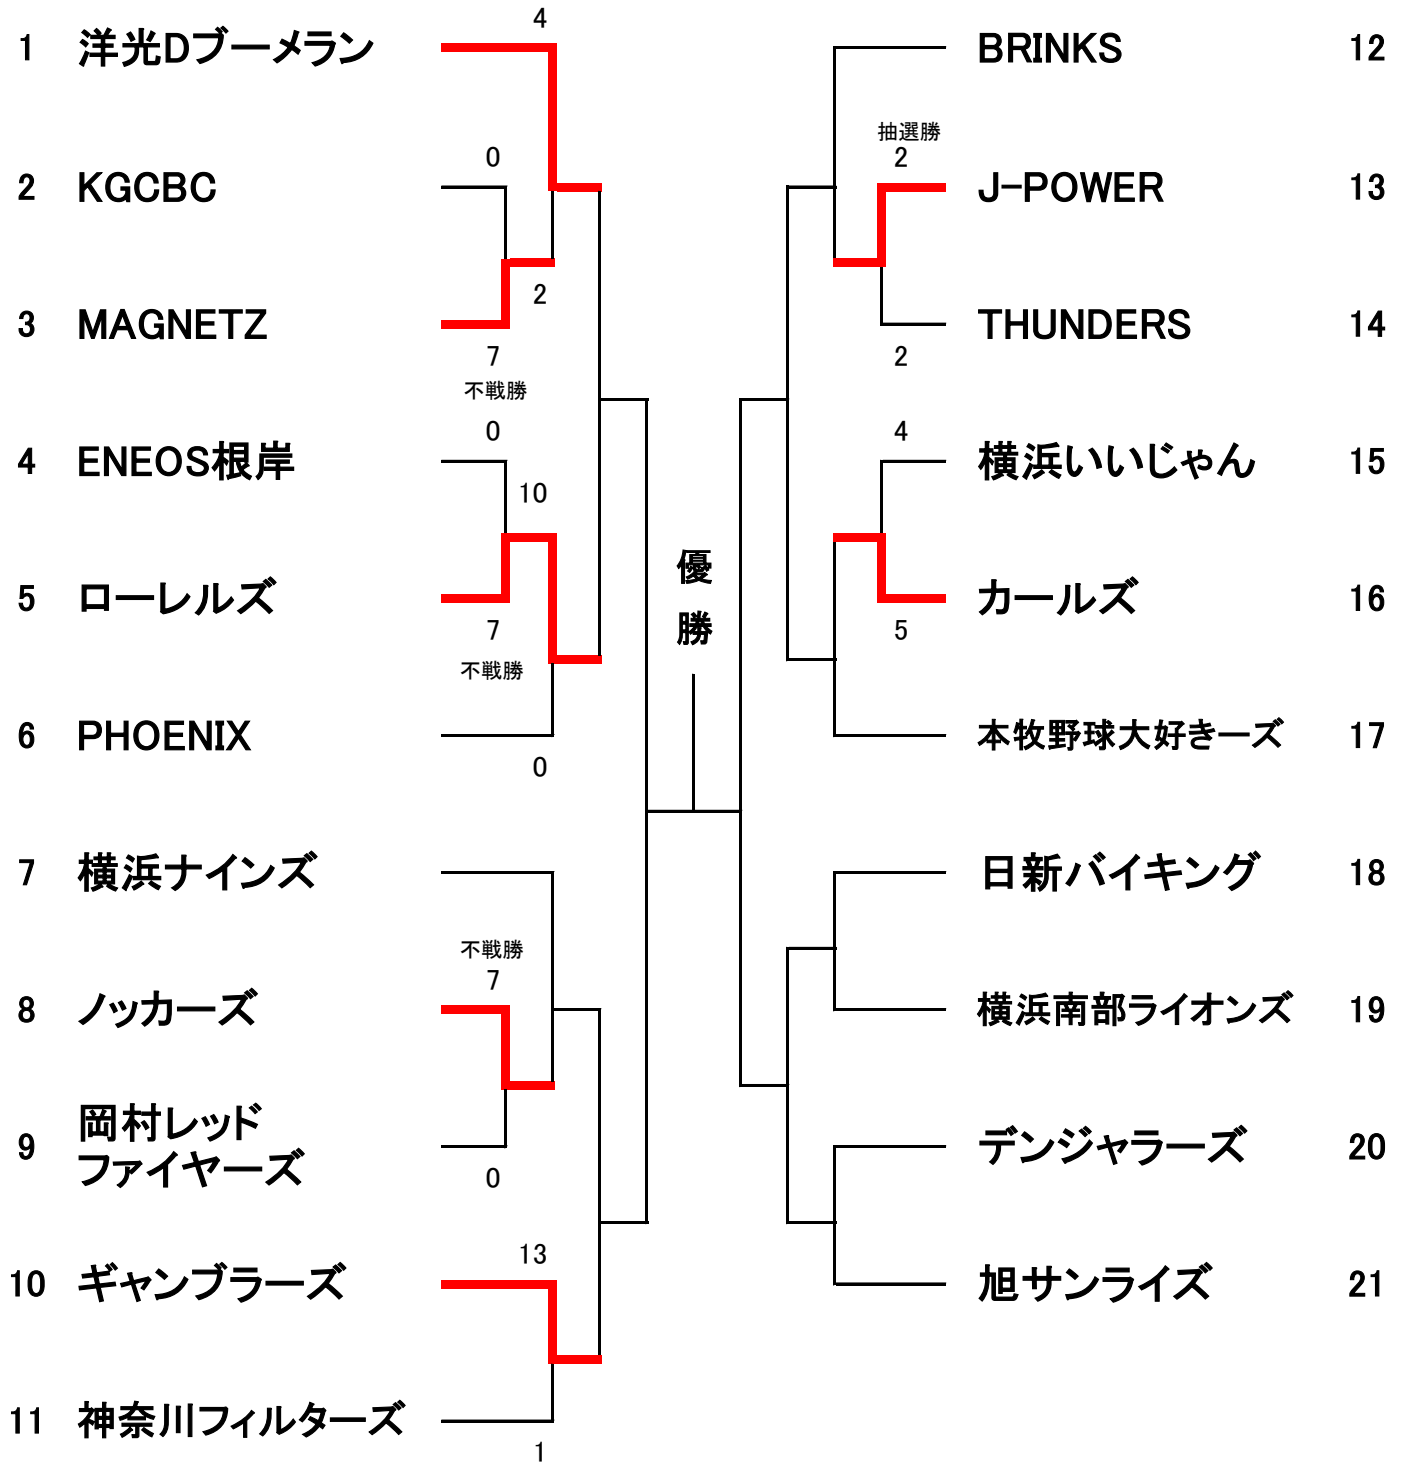 4
1 洋光Dブーメラン
0
2 KGCBC
2
3 MAGNETZ
7
不戦勝
0
4 ENEOS根岸
10
5 ローレルズ
7
不戦勝
6 PHOENIX
0
7 横浜ナインズ
不戦勝
7
8 ノッカーズ
9 岡村レッド
ファイヤーズ
0
13
10 ギャンブラーズ
11 神奈川フィルターズ
1
優
勝
BRINKS 12
抽選勝
2
J-POWER 13
THUNDERS 14
2
4
横浜いいじゃん 15
カールズ 16
5
本牧野球大好きーズ 17
日新バイキング 18
横浜南部ライオンズ 19
デンジャラーズ 20
旭サンライズ 21